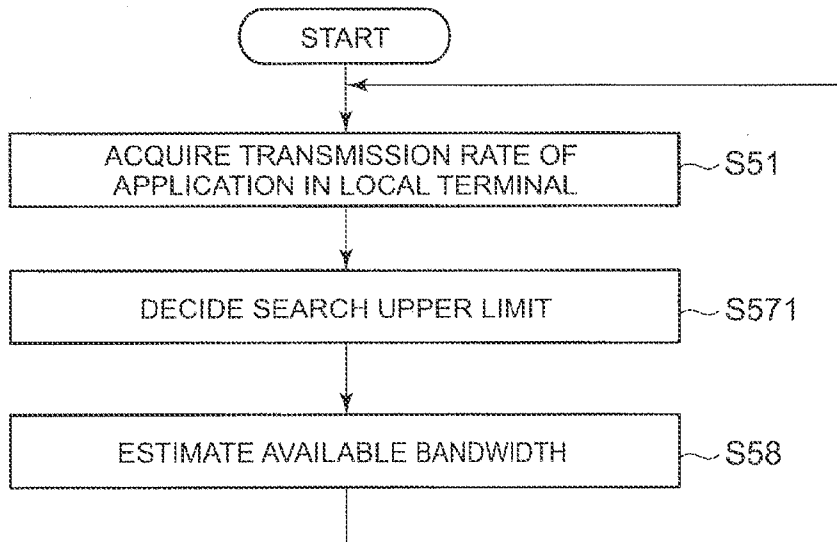 START
ACQUIRE TRANSMISSION RATE OF
APPLICATION IN LOCAL TERMINAL
S51
DECIDE SEARCH UPPER LIMIT
S571
ESTIMATE AVAILABLE BANDWIDTH
S58